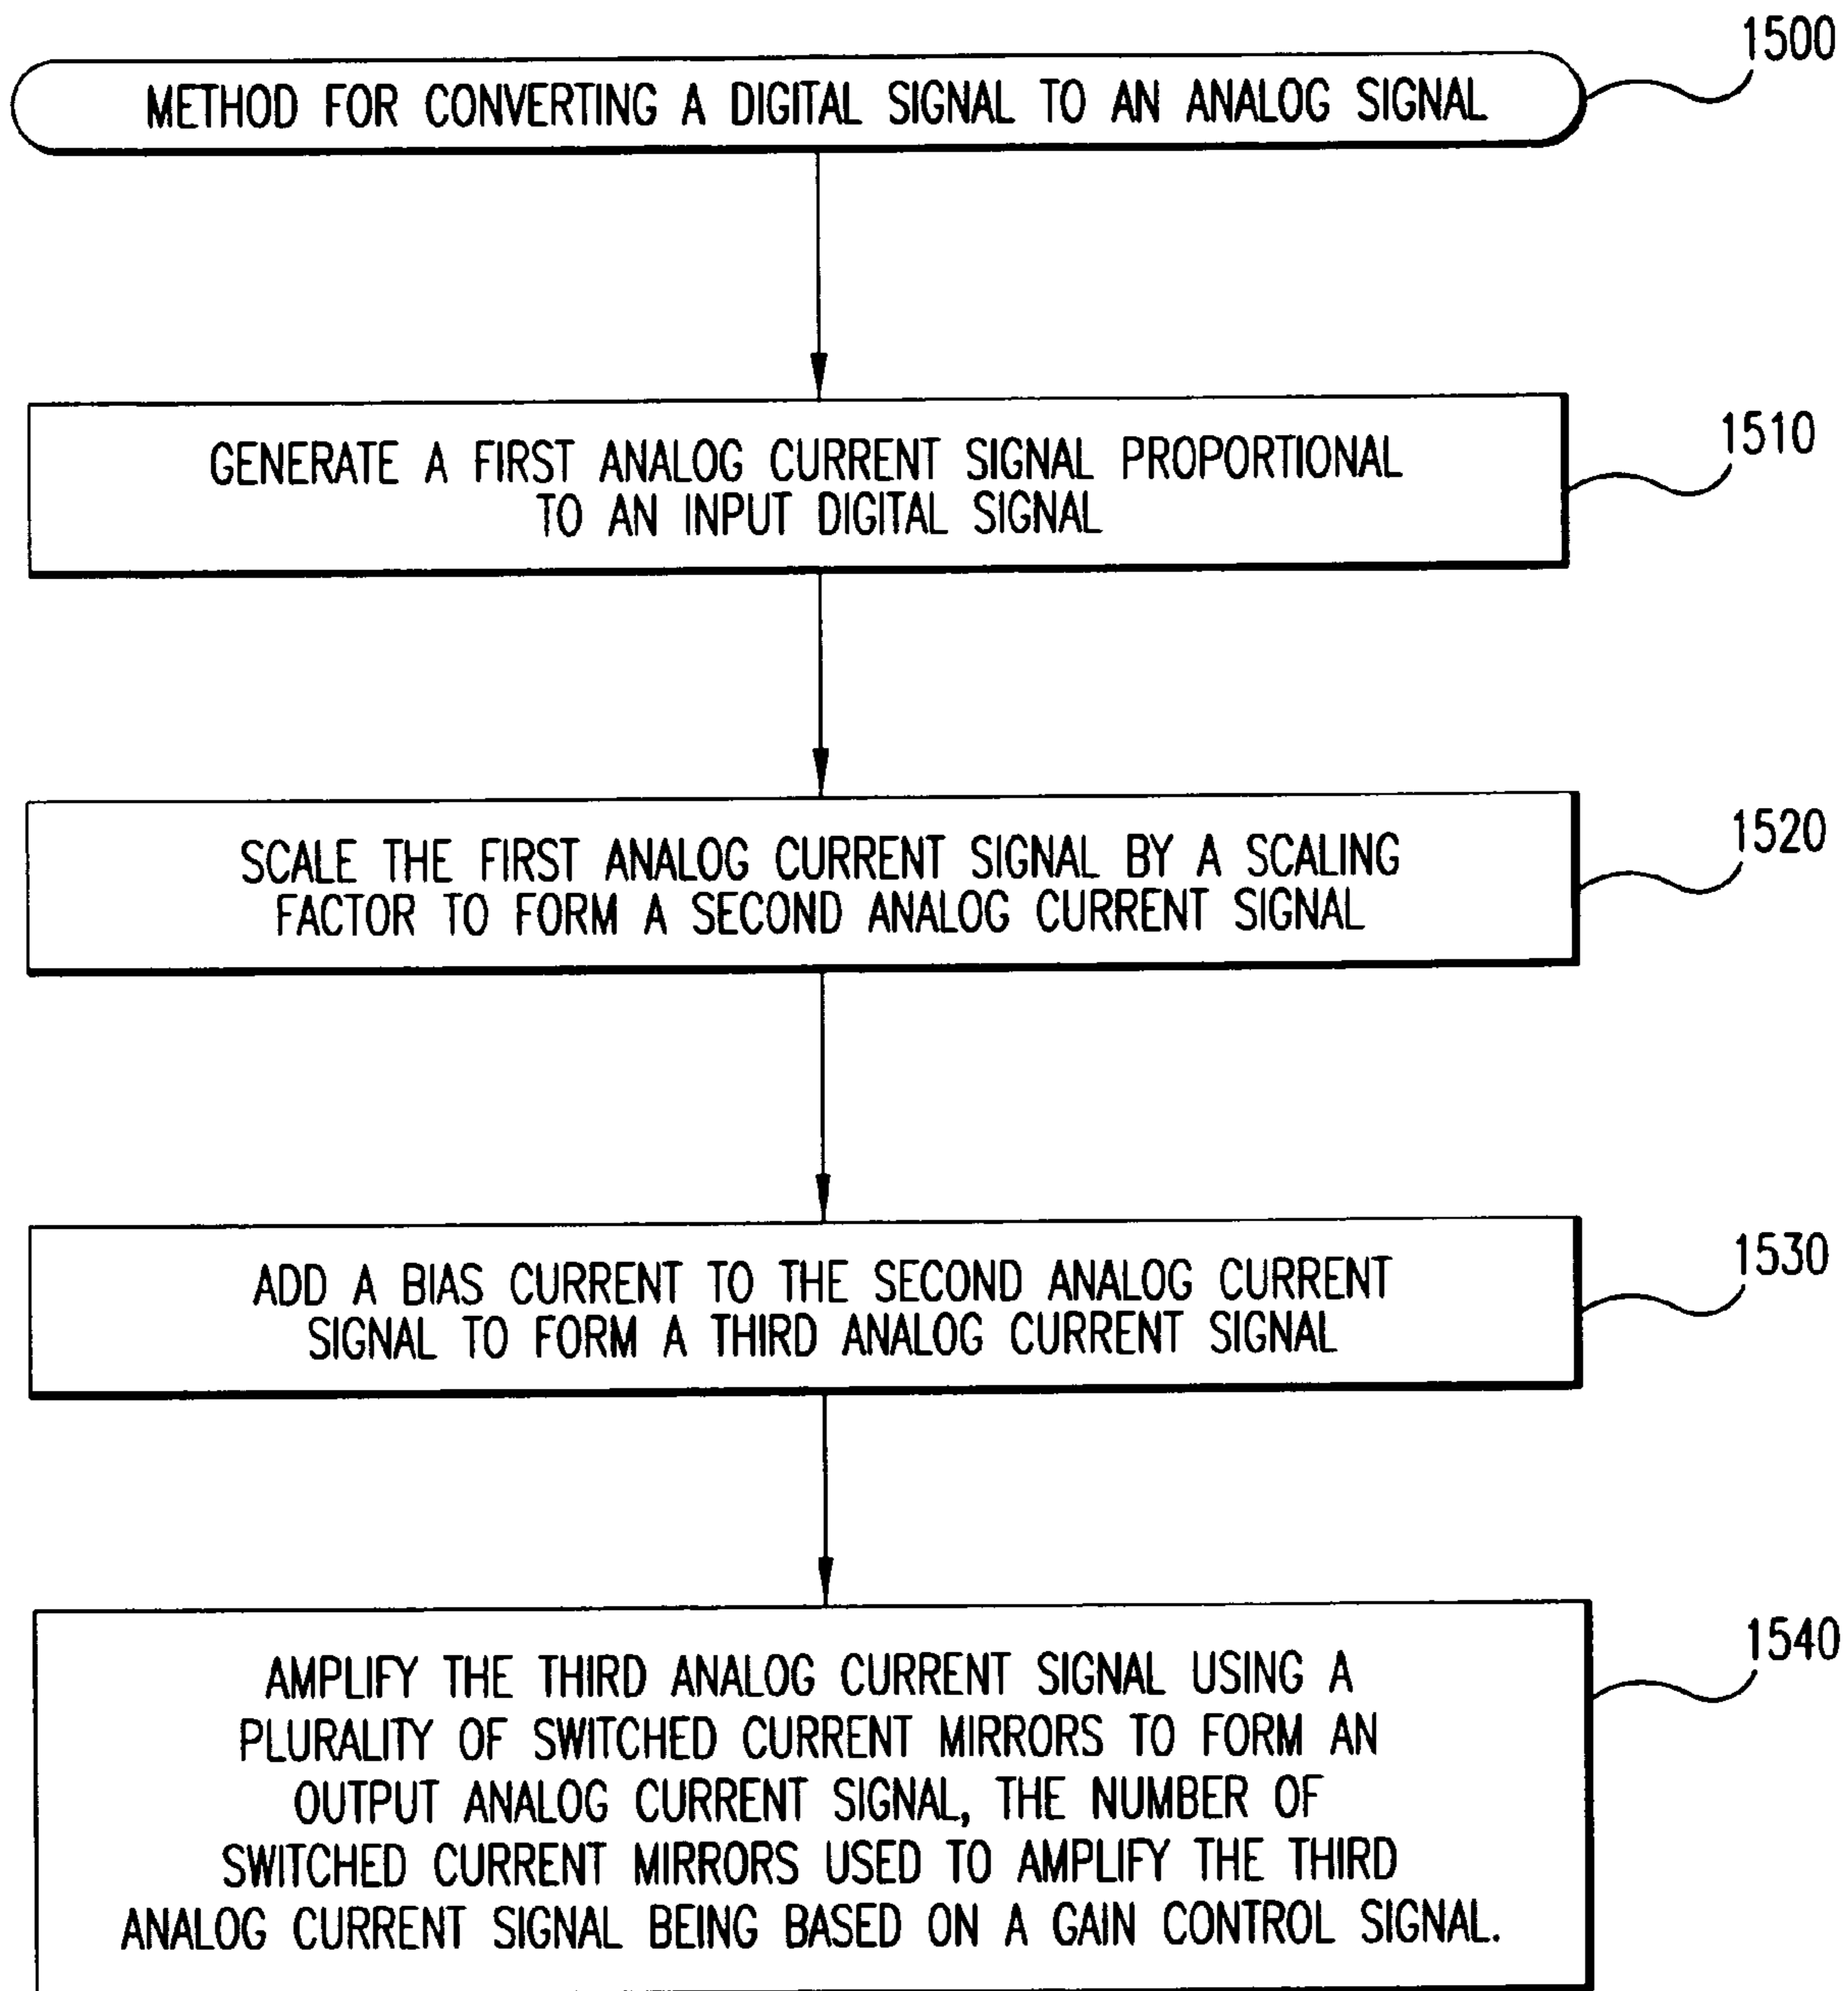 1500
METHOD FOR CONVERTING A DIGITAL SIGNAL TO AN ANALOG SIGNAL
1510
GENERATE A FIRST ANALOG CURRENT SIGNAL PROPORTIONAL
TO AN INPUT DIGITAL SIGNAL
1520
SCALE THE FIRST ANALOG CURRENT SIGNAL BY A SCALING
FACTOR TO FORM A SECOND ANALOG CURRENT SIGNAL
1530
ADD A BIAS CURRENT TO THE SECOND ANALOG CURRENT
SIGNAL TO FORM A THIRD ANALOG CURRENT SIGNAL
1540
AMPLIFY THE THIRD ANALOG CURRENT SIGNAL USING A
PLURALITY OF SWITCHED CURRENT MIRRORS TO FORM AN
OUTPUT ANALOG CURRENT SIGNAL, THE NUMBER OF
SWITCHED CURRENT MIRRORS USED TO AMPLIFY THE THIRD
ANALOG CURRENT SIGNAL BEING BASED ON A GAIN CONTROL SIGNAL.